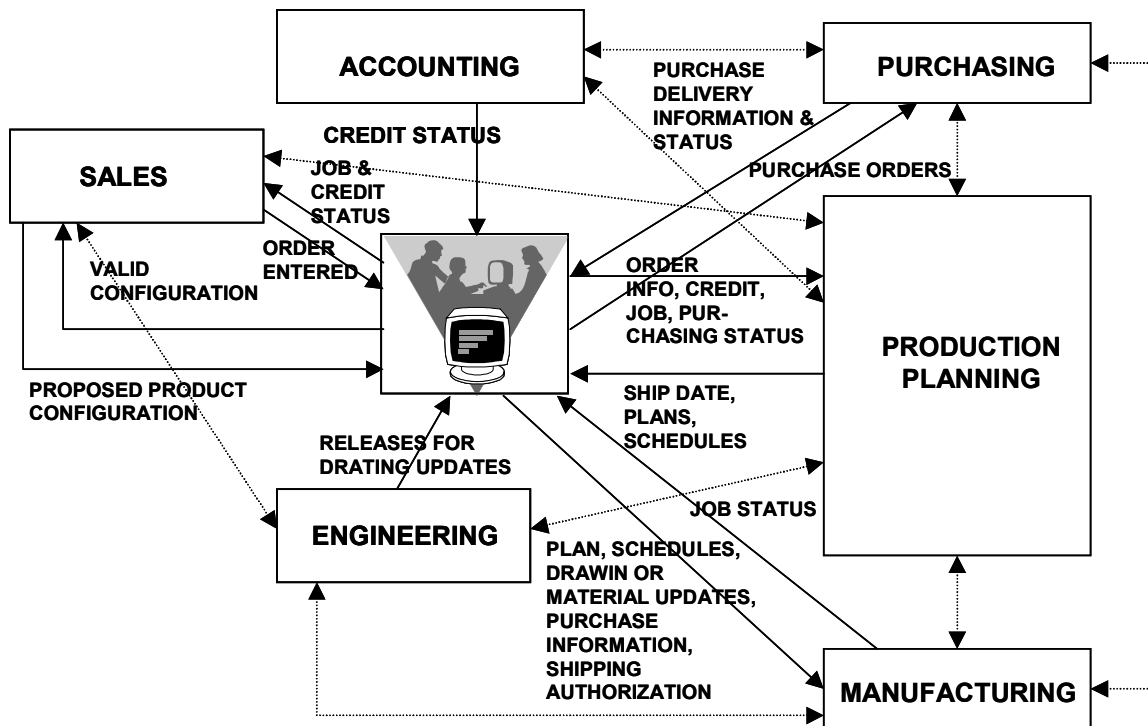 ACCOUNTING
PURCHASING
PURCHASE
DELIVERY
INFORMATION &
STATUS
CREDIT STATUS
SALES
JOB &
CREDIT
STATUS
PURCHASE ORDERS
ORDER
ENTERED
VALID
CONFIGURATION
ORDER
INFO, CREDIT,
JOB, PUR-
CHASING STATUS
PRODUCTION
PLANNING
PROPOSED PRODUCT
CONFIGURATION
SHIP DATE,
PLANS,
SCHEDULES
RELEASES FOR
DRATING UPDATES
JOB STATUS
ENGINEERING
PLAN, SCHEDULES,
DRAWIN OR
MATERIAL UPDATES,
PURCHASE
INFORMATION,
SHIPPING
AUTHORIZATION
MANUFACTURING